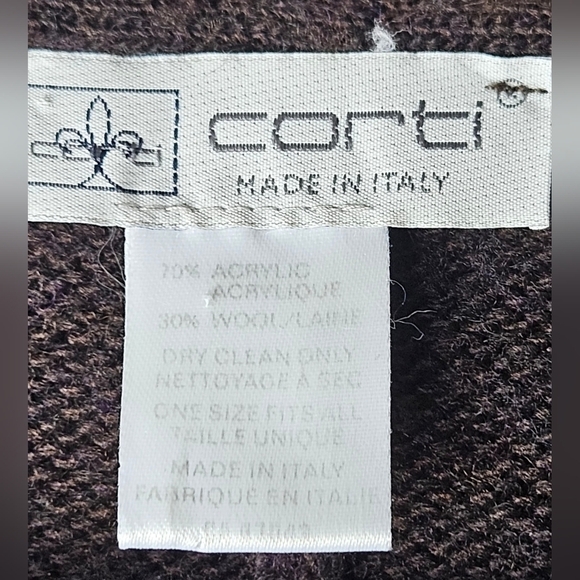 corti
corti®
MADE IN ITALY
70% ACRYLIC
ACRYLIQUE
30% WOOL/LAINE
DRY CLEAN ONLY
NETTOYAGE À SEC
ONE SIZE FITS ALL
TAILLE UNIQUE
MADE IN ITALY
FABRIQUE EN ITALIE